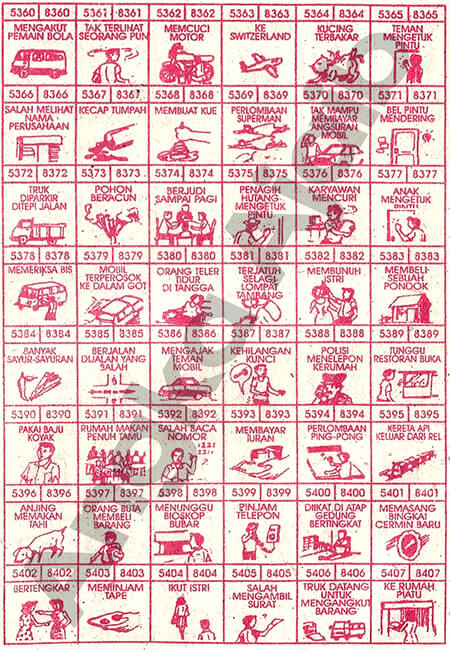 5360 | 8360
MENGAKUT
PEMAIN BOLA
5361 | 8361
TAK TERLIHAT
SEORANG PUN
5362 | 8362
MEMCUCI
MOTOR
5363 | 8363
KE
SWITZERLAND
5364 | 8364
KUCING
TERBAKAR
5365 | 8365
TEMAN
MENGETUK
PINTU
5366 | 8366
SALAH MELIHAT
NAMA
PERUSAHAAN
5367 | 8367
KECAP TUMPAH
5368 | 8368
MEMBUAT KUE
5369 | 8369
PERLOMBAAN
SUPERMAN
5370 | 8370
TAK MAMPU
MEMBAYAR
ANGSURAN
MOBIL
5371 | 8371
BEL PINTU
MENDERING
5372 | 8372
TRUK
DIPARKIR
DITEPI JALAN
5373 | 8373
POHON
BERACUN
5374 | 8374
BERJUDI
SAMPAI PAGI
5375 | 8375
PENAGIH
HUTANG
MENGETUK
PINTU
5376 | 8376
KARYAWAN
MENCURI
5377 | 8377
ANAK
MENGETUK
5378 | 8378
MEMERIKSA BIS
5379 | 8379
MOBIL
TERPEROSOK
KE DALAM GOT
5380 | 8380
ORANG TELER
TIDUR
DI TANGGA
5381 | 8381
TERJATUH
SELAGI
LOMPAT
TAMBANG
5382 | 8382
MEMBUNUH
ISTRI
5383 | 8383
MEMBELI
SEBUAH
PONDOK
5384 | 8384
BANYAK
SAYUR-SAYURAN
5385 | 8385
BERJALAN
DIJALAN YANG
SALAH
5386 | 8386
MENGAJAK
TEMAN
MOBIL
5387 | 8387
KEHILANGAN
KUNCI
5388 | 8388
POLISI
MENELEPON
KERUMAH
5389 | 8389
TUNGGU
RESTORAN BUKA
5390 | 8390
PAKAI BAJU
KOYAK
5391 | 8391
RUMAH MAKAN
PENUH TAMU
5392 | 8392
SALAH BACA
NOMOR
5393 | 8393
MEMBAYAR
IURAN
5394 | 8394
PERLOMBAAN
PING-PONG
5395 | 8395
KERETA API
KELUAR DARI REL
5396 | 8396
ANJING
MEMAKAN
TAHI
5397 | 8397
ORANG BUTA
MEMBELI
BARANG
5398 | 8398
MENUNGGU
BIOSKOP
BUBAR
5399 | 8399
PINJAM
TELEPON
5400 | 8400
DIIKAT DI ATAP
GEDUNG
BERTINGKAT
5401 | 8401
MEMASANG
BINGKAI
CERMIN BARU
5402 | 8402
BERTENGKAR
5403 | 8403
MEMINJAM
TAPE
5404 | 8404
IKUT ISTRI
5405 | 8405
SALAH
MENGAMBIL
SURAT
5406 | 8406
TRUK DATANG
UNTUK
MENGANGKUT
BARANG
5407 | 8407
KE RUMAH
PIATU